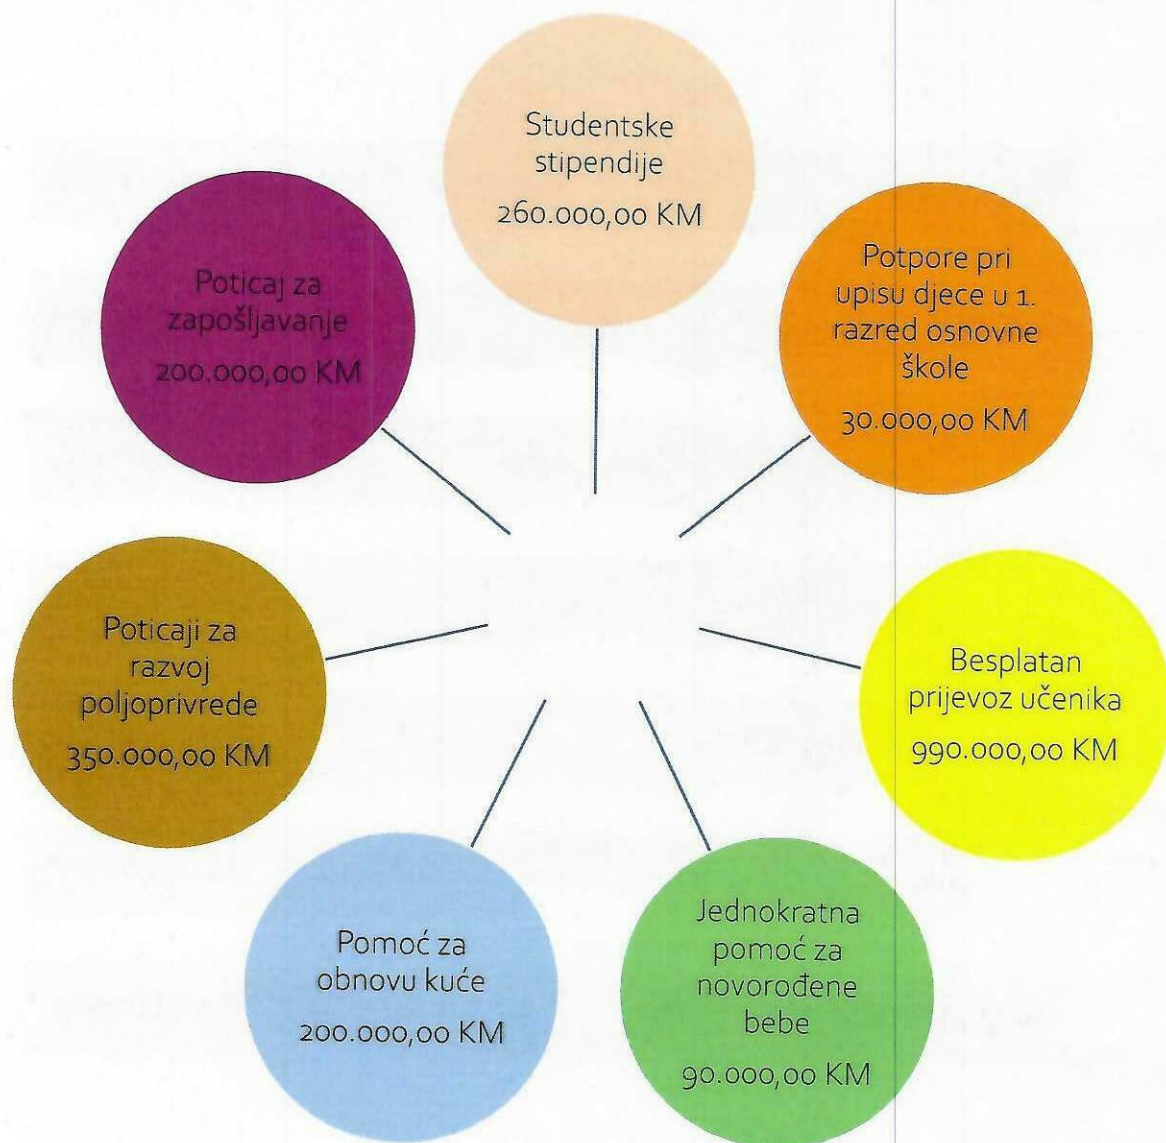 Studentske
stipendije
260.000,00 KM
Potpore pri
upisu djece u 1.
razred osnovne
škole
30.000,00 KM
Besplatan
prijevoz učenika
990.000,00 KM
Jednokratna
pomoć za
novorođene
bebe
90.000,00 KM
Pomoć za
obnovu kuće
200.000,00 KM
Poticaji za
razvoj
poljoprivrede
350.000,00 KM
Poticaj za
zapošljavanje
200.000,00 KM